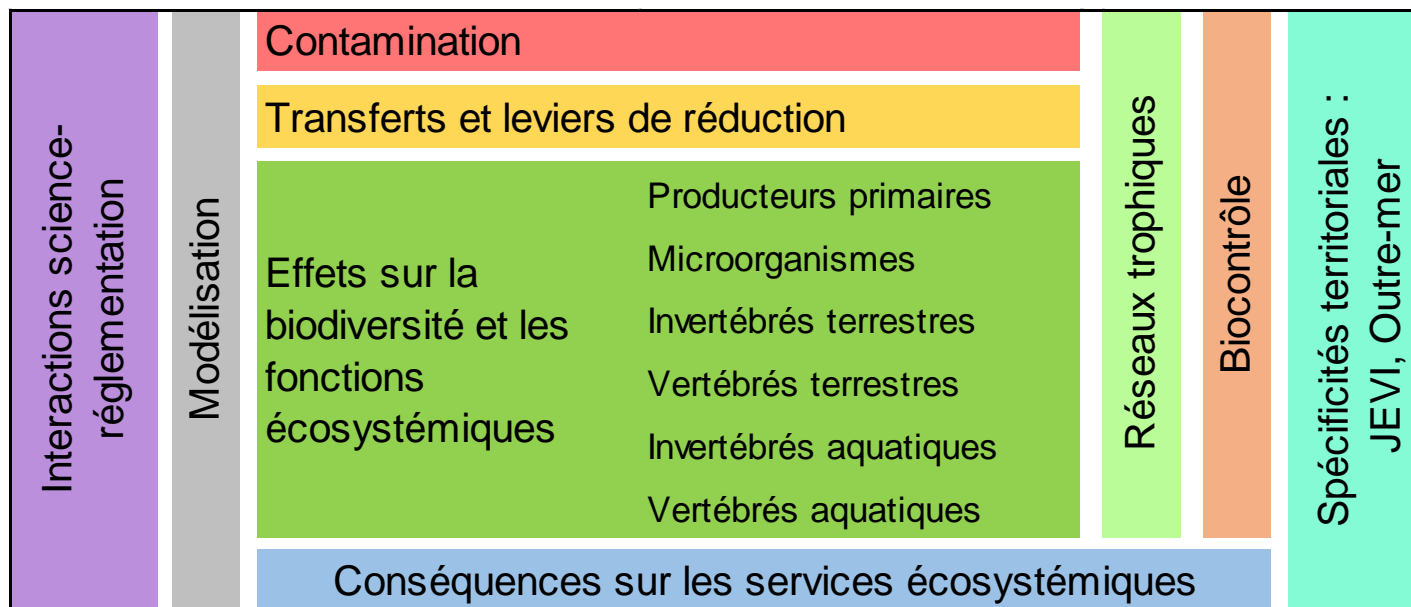 Interactions science-
réglementation
Modélisation
Contamination
Transferts et leviers de réduction
Effets sur la
biodiversité et les
fonctions
écosystémiques
Producteurs primaires
Microorganismes
Invertébrés terrestres
Vertébrés terrestres
Invertébrés aquatiques
Vertébrés aquatiques
Réseaux trophiques
Biocontrôle
Spécificités territoriales :
JEVI, Outre-mer
Conséquences sur les services écosystémiques